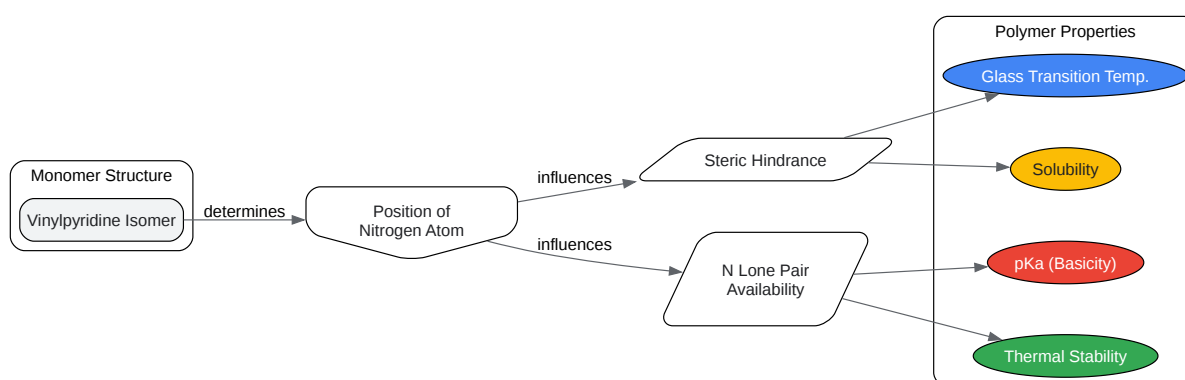 Polymer Properties
Glass Transition Temp.
Steric Hindrance
Solubility
Monomer Structure
Vinylpyridine Isomer
determines
Position of
Nitrogen Atom
influences
influences
N Lone Pair
Availability
pKa (Basicity)
Thermal Stability